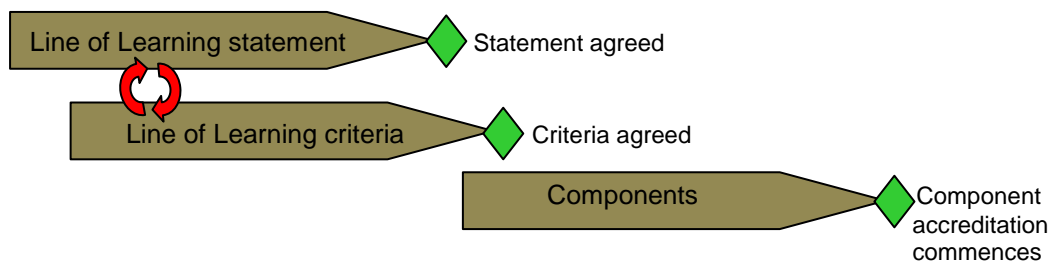 Line of Learning statement
Statement agreed
Line of Learning criteria
Criteria agreed
Components
Component
accreditation
commences